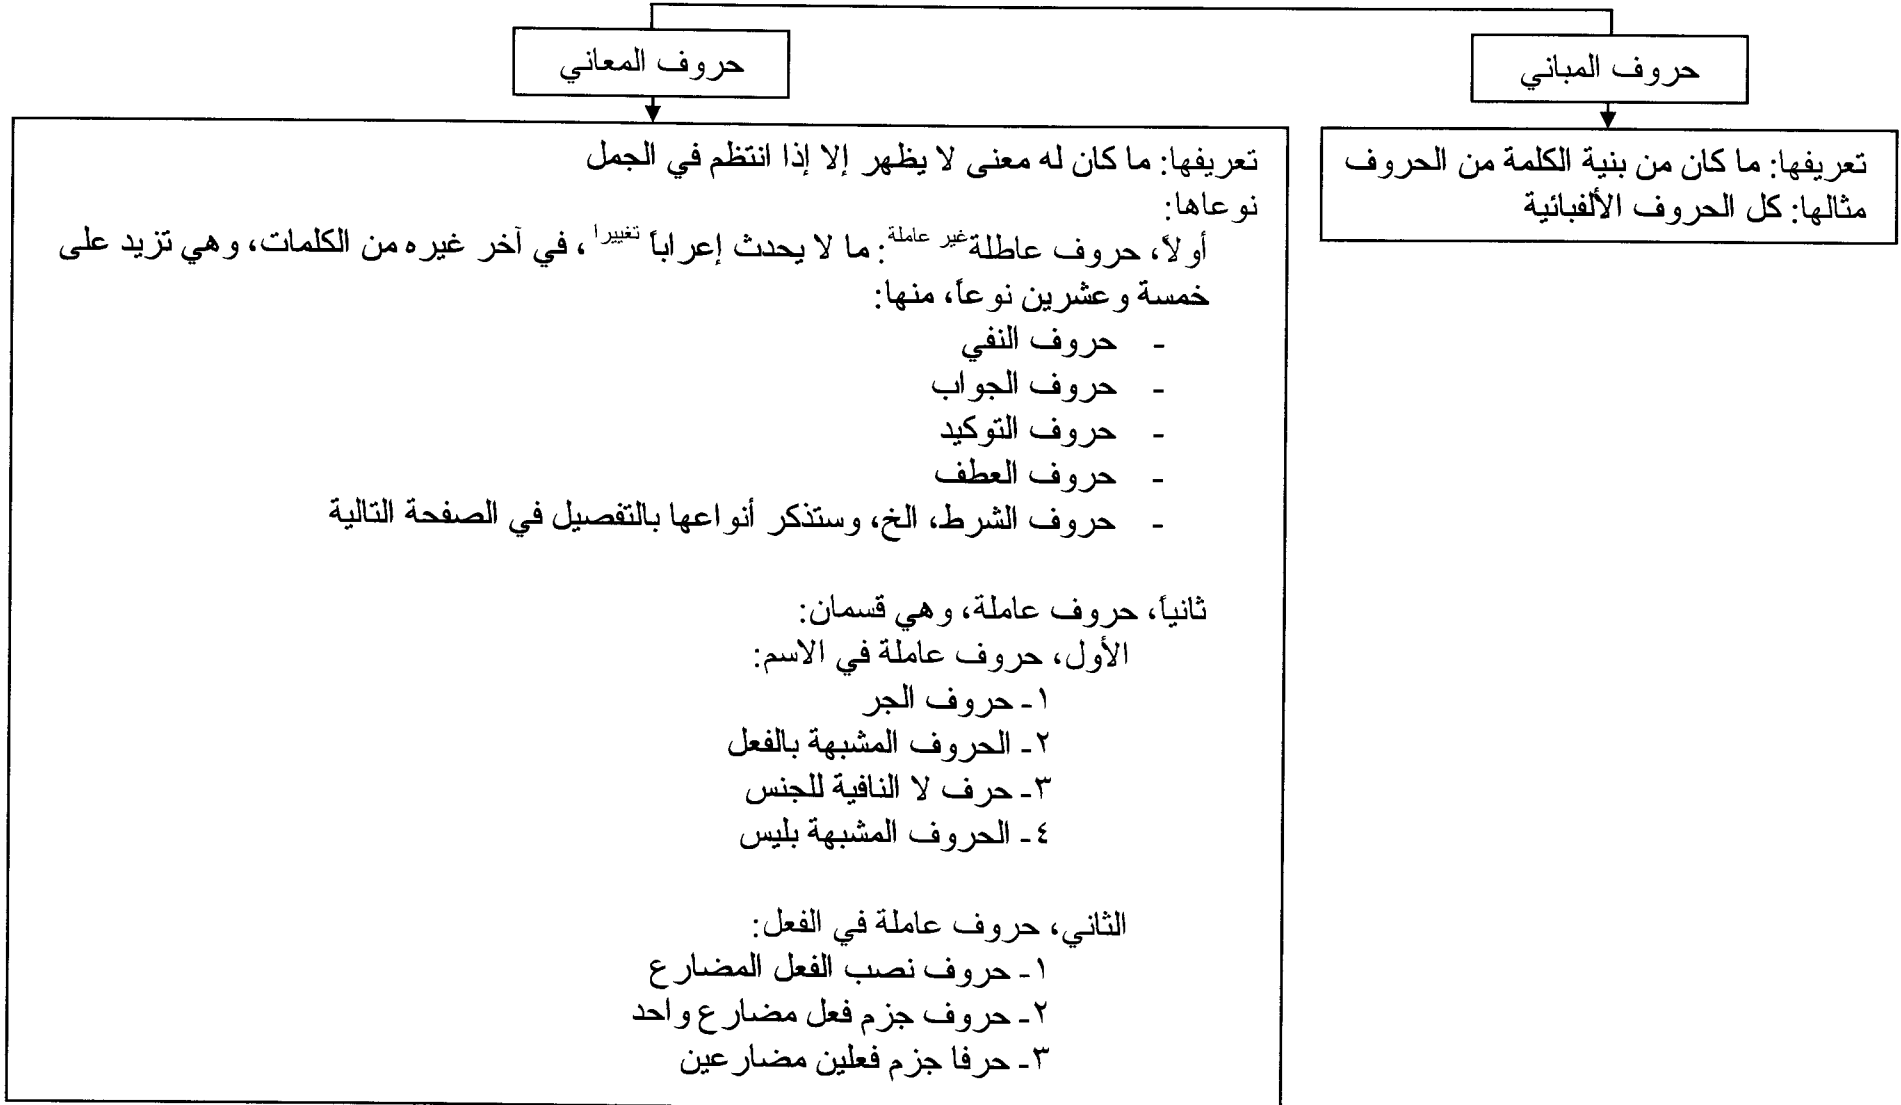 حروف المباني
تعريفها: ما كان من بنية الكلمة من الحروف
مثالها: كل الحروف الألفبائية
حروف المعاني
تعريفها: ما كان له معنى لا يظهر إلا إذا انتظم في الجمل
نوعاها:
أولاً، حروف عاطلة غير عاملة: ما لا يحدث إعراباً تغييرا، في آخر غيره من الكلمات، وهي تزيد على
خمسة وعشرين نوعاً، منها:
- حروف النفي
- حروف الجواب
- حروف التوكيد
- حروف العطف
- حروف الشرط، الخ، وستذكر أنواعها بالتفصيل في الصفحة التالية
ثانياً، حروف عاملة، وهي قسمان:
الأول، حروف عاملة في الاسم:
١- حروف الجر
٢- الحروف المشبهة بالفعل
٣- حرف لا النافية للجنس
٤- الحروف المشبهة بليس
الثاني، حروف عاملة في الفعل:
١- حروف نصب الفعل المضارع
٢- حروف جزم فعل مضارع واحد
٣- حرفا جزم فعلين مضارعين